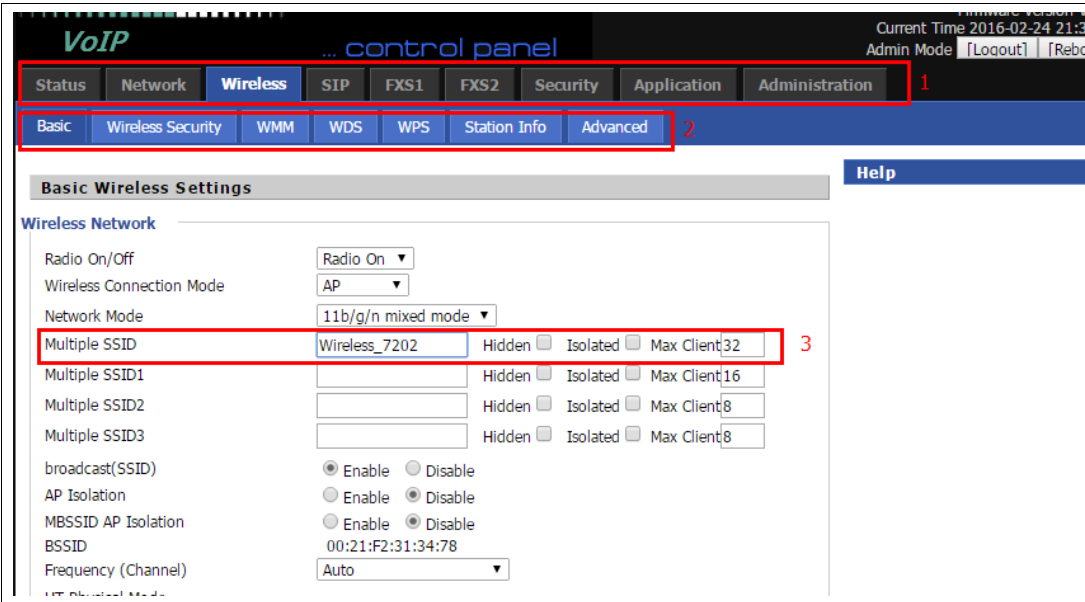 VoIP
... control panel
Current Time 2016-02-24 21:3
Admin Mode [Logout] [Rebo
Status Network Wireless SIP FXS1 FXS2 Security Application Administration 1
Basic Wireless Security WMM WDS WPS Station Info Advanced 2
Help
Basic Wireless Settings
Wireless Network
Radio On/Off Radio On
Wireless Connection Mode AP
Network Mode 11b/g/n mixed mode
Multiple SSID Wireless_7202 Hidden Isolated Max Client 32 3
Multiple SSID1 Hidden Isolated Max Client 16
Multiple SSID2 Hidden Isolated Max Client 8
Multiple SSID3 Hidden Isolated Max Client 8
broadcast(SSID) Enable Disable
AP Isolation Enable Disable
MBSSID AP Isolation Enable Disable
BSSID 00:21:F2:31:34:78
Frequency (Channel) Auto